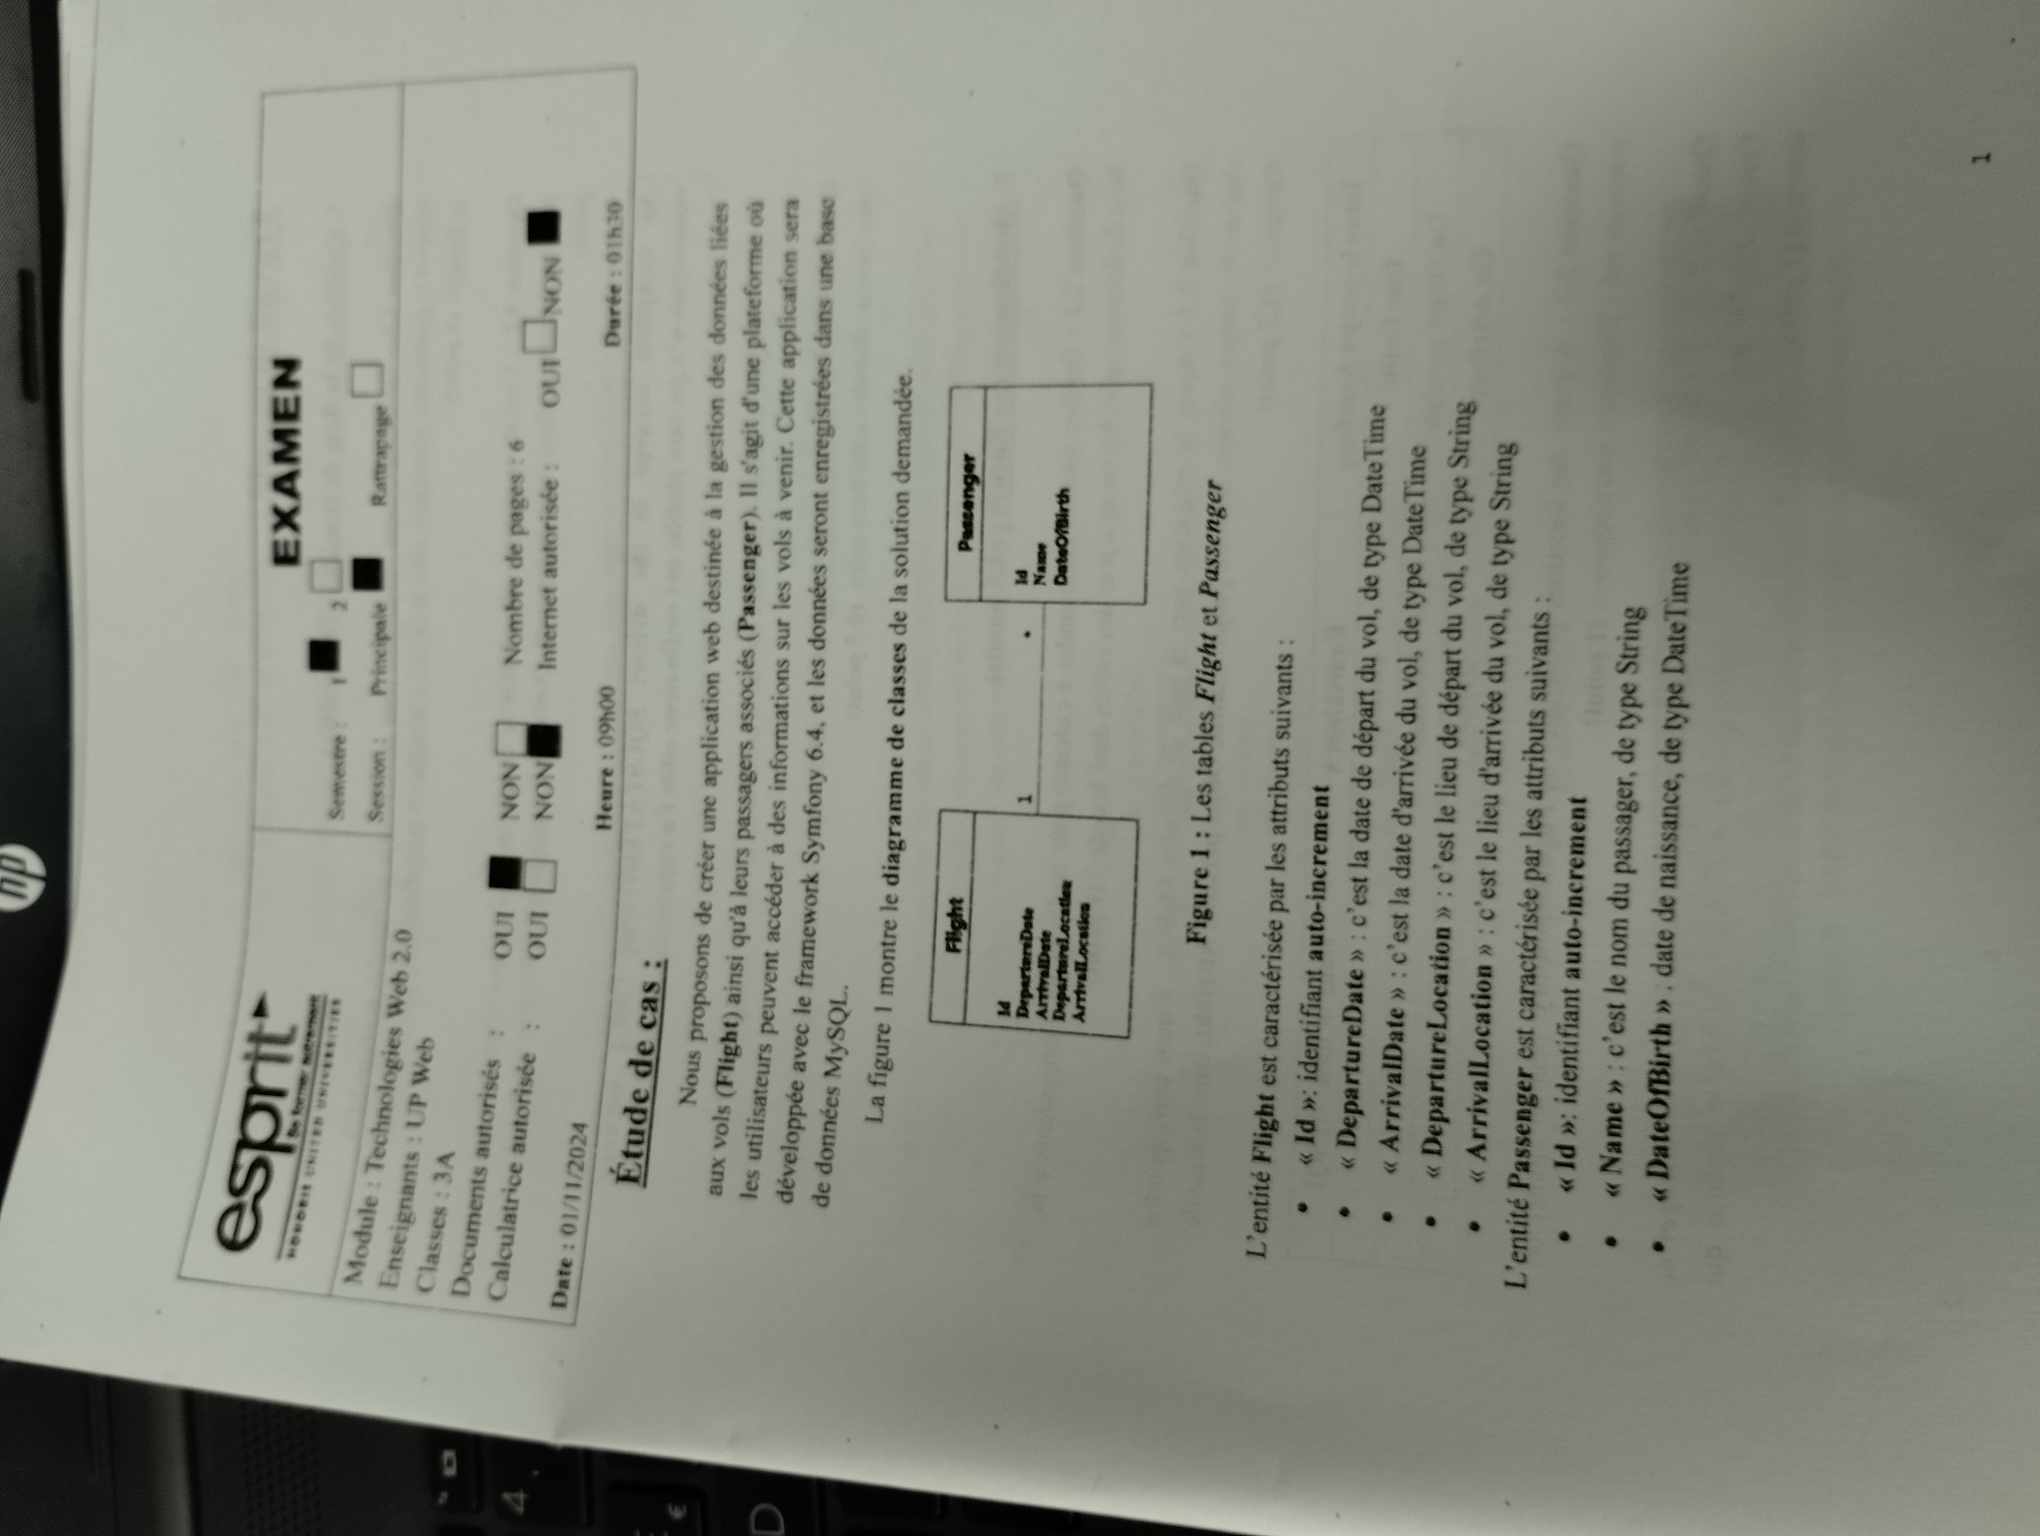 hp
esprit
Se former autrement
HONORIS UNITED UNIVERSITIES
EXAMEN
Semestre : 1 ■ 2 □
Session : Principale ■ Rattrapage □
Module : Technologies Web 2.0
Enseignants : UP Web
Classes : 3A
Documents autorisés : OUI ■ NON □ Nombre de pages : 6
Calculatrice autorisée : OUI □ NON ■ Internet autorisée : OUI □ NON ■
Date : 01/11/2024 Heure : 09h00 Durée : 01h30
Étude de cas :
Nous proposons de créer une application web destinée à la gestion des données liées
aux vols (Flight) ainsi qu'à leurs passagers associés (Passenger). Il s'agit d'une plateforme où
les utilisateurs peuvent accéder à des informations sur les vols à venir. Cette application sera
développée avec le framework Symfony 6.4, et les données seront enregistrées dans une base
de données MySQL.
La figure 1 montre le diagramme de classes de la solution demandée.
Flight
Id
DepartureDate
ArrivalDate
DepartureLocation
ArrivalLocation
1
*
Passenger
Id
Name
DateOfBirth
Figure 1 : Les tables Flight et Passenger
L'entité Flight est caractérisée par les attributs suivants :
• « Id »: identifiant auto-increment
• « DepartureDate » : c'est la date de départ du vol, de type DateTime
• « ArrivalDate » : c'est la date d'arrivée du vol, de type DateTime
• « DepartureLocation » : c'est le lieu de départ du vol, de type String
• « ArrivalLocation » : c'est le lieu d'arrivée du vol, de type String
L'entité Passenger est caractérisée par les attributs suivants :
• « Id »: identifiant auto-increment
• « Name » : c'est le nom du passager, de type String
• « DateOfBirth » : date de naissance, de type DateTime
1
4
€
D